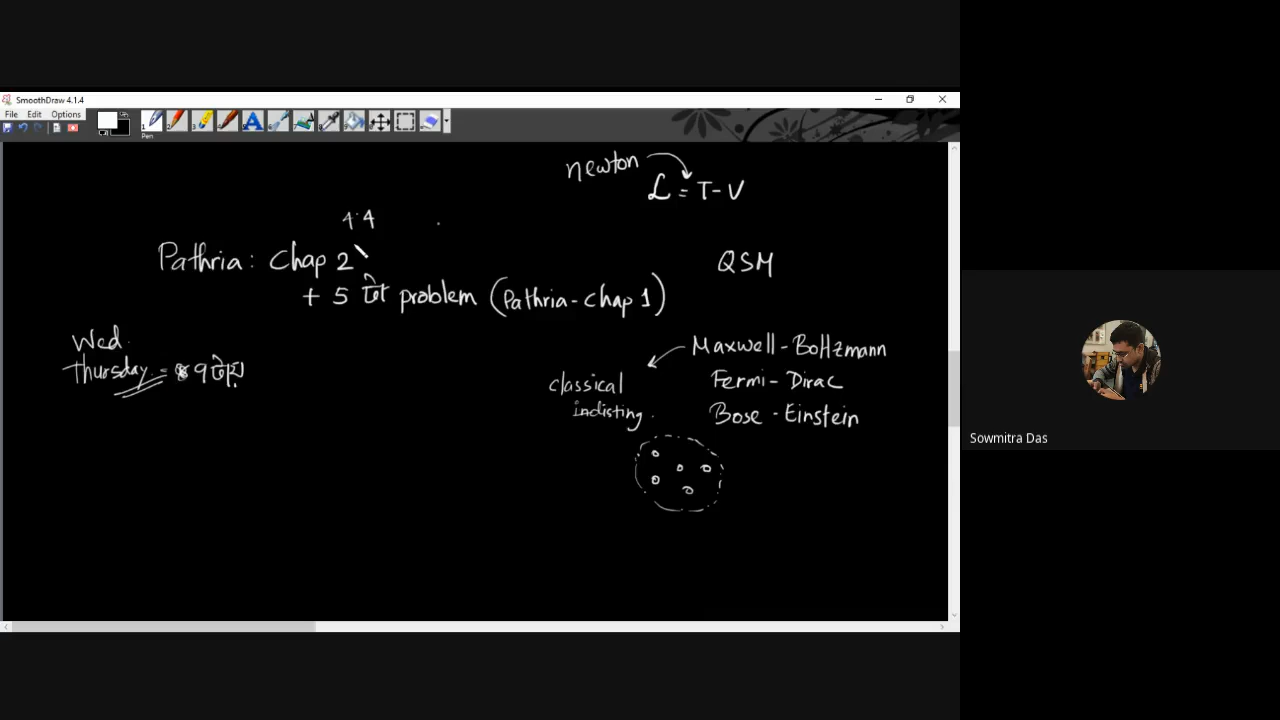 SmoothDraw 4.1.4
File Edit Options
Pen
newton
L = T - V
4.4
Pathria: Chap 2
+ 5 টা problem (Pathria - Chap 1)
QSM
Wed.
Thursday - 9 টায়
Maxwell - Boltzmann
Fermi - Dirac
Bose - Einstein
classical
indisting.
Sowmitra Das